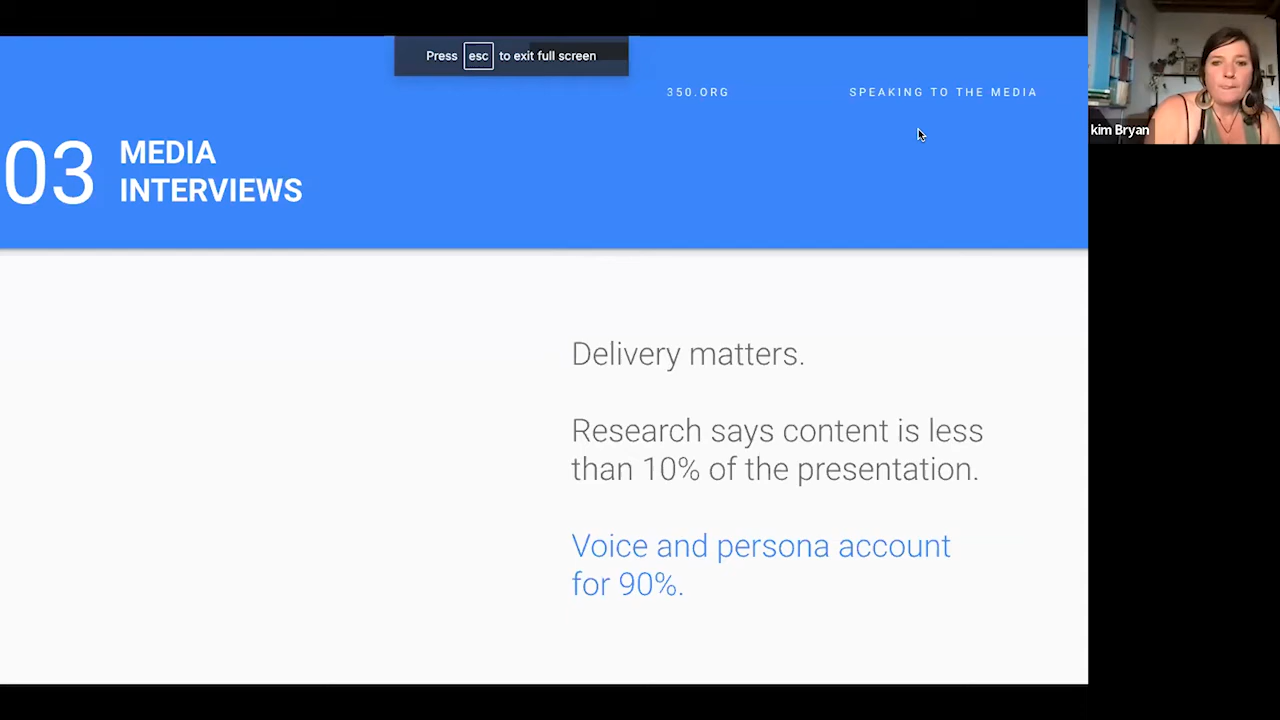 Press esc to exit full screen
350.ORG
SPEAKING TO THE MEDIA
03
MEDIA
INTERVIEWS
kim Bryan
Delivery matters.
Research says content is less
than 10% of the presentation.
Voice and persona account
for 90%.